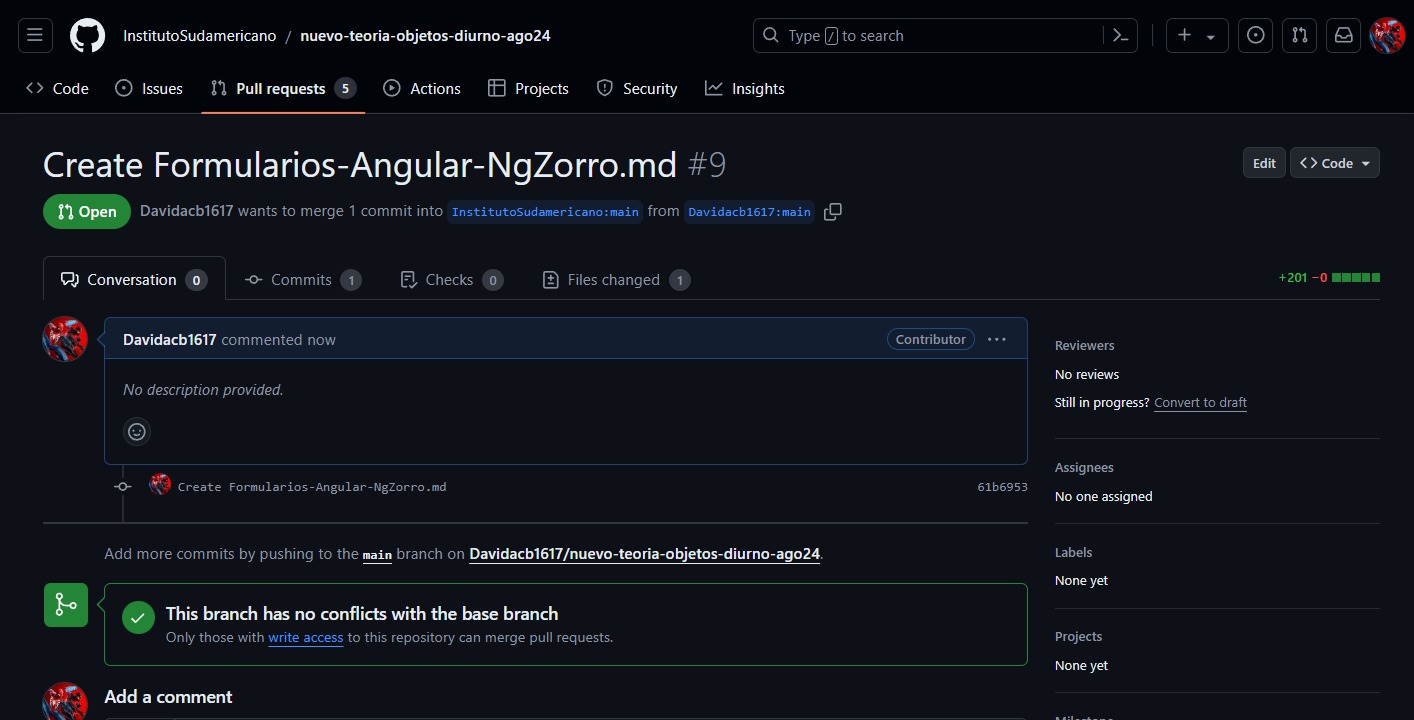 InstitutoSudamericano / nuevo-teoria-objetos-diurno-ago24
Type / to search
Code Issues Pull requests 5 Actions Projects Security Insights
Create Formularios-Angular-NgZorro.md #9
Edit
Code
Open
Davidacb1617 wants to merge 1 commit into InstitutoSudamericano:main from Davidacb1617:main
Conversation 0 Commits 1 Checks 0 Files changed 1
+201 −0
Davidacb1617 commented now
Contributor
No description provided.
Create Formularios-Angular-NgZorro.md
61b6953
Add more commits by pushing to the main branch on Davidacb1617/nuevo-teoria-objetos-diurno-ago24.
This branch has no conflicts with the base branch
Only those with write access to this repository can merge pull requests.
Add a comment
Reviewers
No reviews
Still in progress? Convert to draft
Assignees
No one assigned
Labels
None yet
Projects
None yet